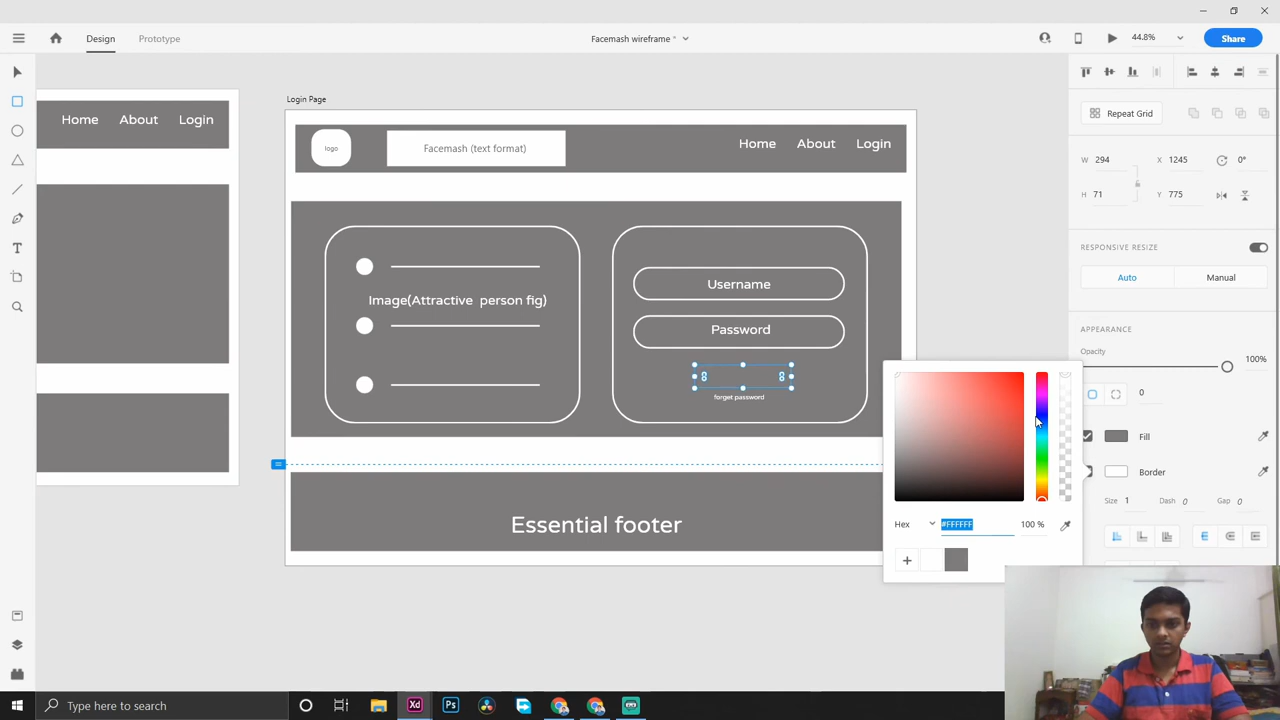 Design
Prototype
Facemash wireframe *
44.8%
Share
Login Page
Home About Login
logo
Facemash (text format)
Home About Login
Image(Attractive person fig)
Username
Password
forget password
Essential footer
Repeat Grid
W 294 X 1245 0°
H 71 Y 775
RESPONSIVE RESIZE
Auto Manual
APPEARANCE
Opacity
100%
0
Fill
Border
Size 1 Dash 0 Gap 0
Hex #FFFFFF 100 %
Type here to search
Xd
Ps